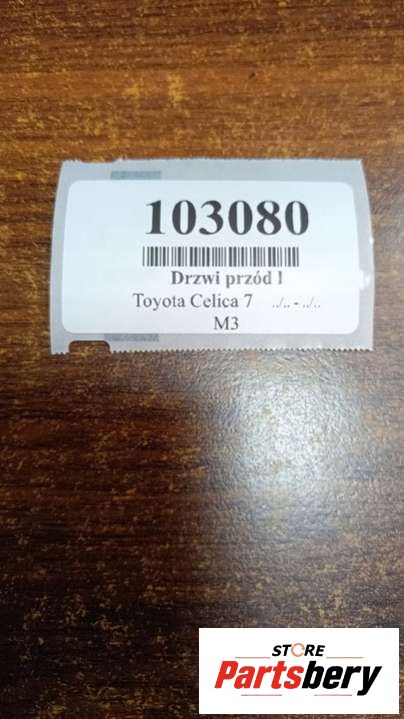 103080
Drzwi przód l
Toyota Celica 7 ../.. - ../..
M3
STORE
Partsbery